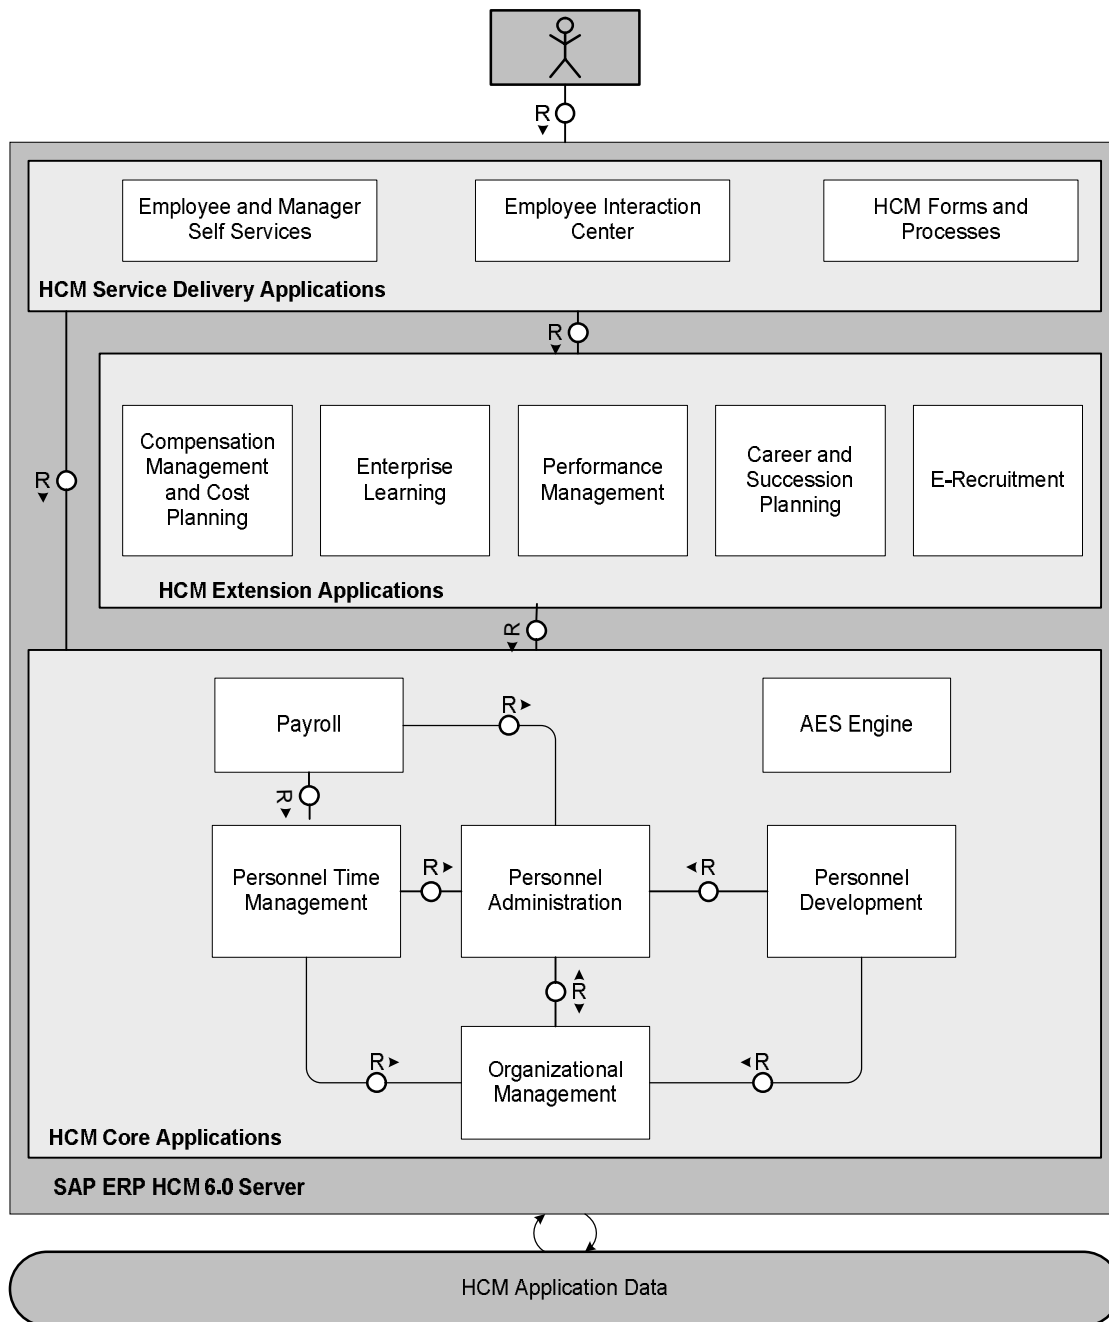 R
Employee and Manager
Self Services
Employee Interaction
Center
HCM Forms and
Processes
HCM Service Delivery Applications
R
R
Compensation
Management
and Cost
Planning
Enterprise
Learning
Performance
Management
Career and
Succession
Planning
E-Recruitment
HCM Extension Applications
R
Payroll
R
AES Engine
R
Personnel Time
Management
R
Personnel
Administration
R
Personnel
Development
R
R
Organizational
Management
R
HCM Core Applications
SAP ERP HCM 6.0 Server
HCM Application Data